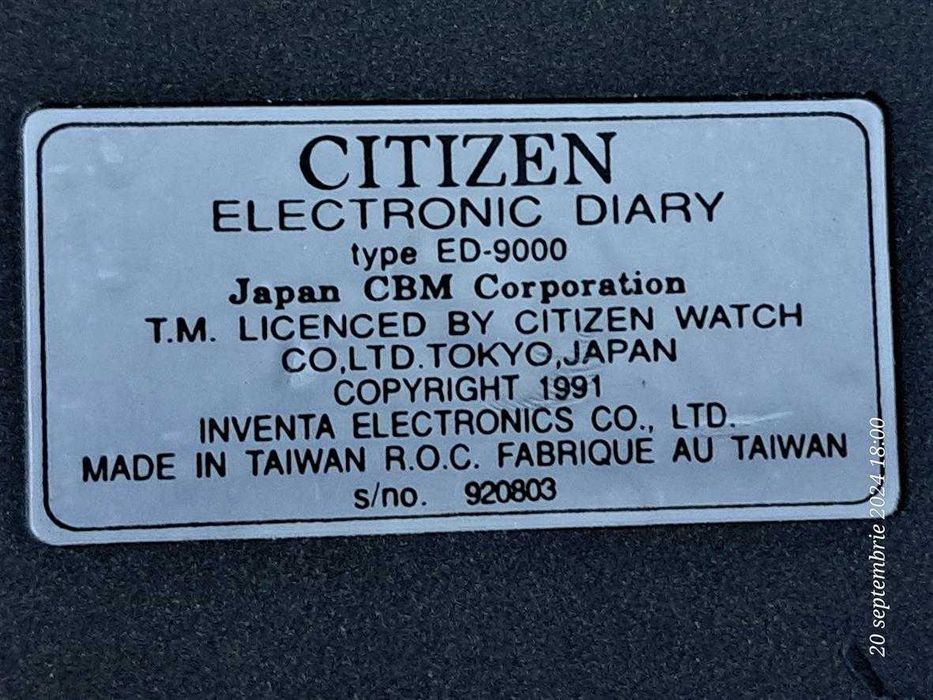 CITIZEN
ELECTRONIC DIARY
type ED-9000
Japan CBM Corporation
T.M. LICENCED BY CITIZEN WATCH
CO,LTD.TOKYO,JAPAN
COPYRIGHT 1991
INVENTA ELECTRONICS CO., LTD.
MADE IN TAIWAN R.O.C. FABRIQUE AU TAIWAN
s/no. 920803
20 septembrie 2024 18:00